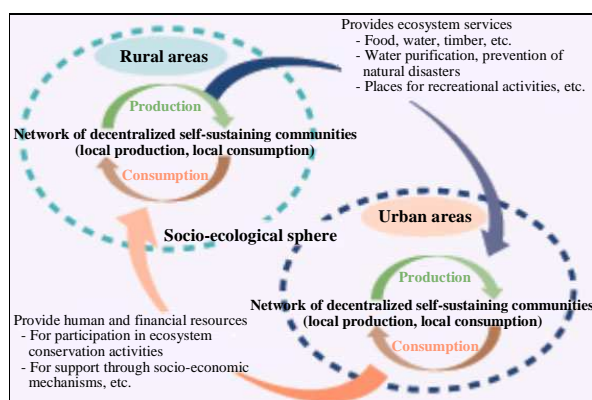 Provides ecosystem services
- Food, water, timber, etc.
- Water purification, prevention of
natural disasters
- Places for recreational activities, etc.
Rural areas
Production
Network of decentralized self-sustaining communities
(local production, local consumption)
Consumption
Socio-ecological sphere
Urban areas
Production
Network of decentralized self-sustaining communities
(local production, local consumption)
Consumption
Provide human and financial resources
- For participation in ecosystem
conservation activities
- For support through socio-economic
mechanisms, etc.